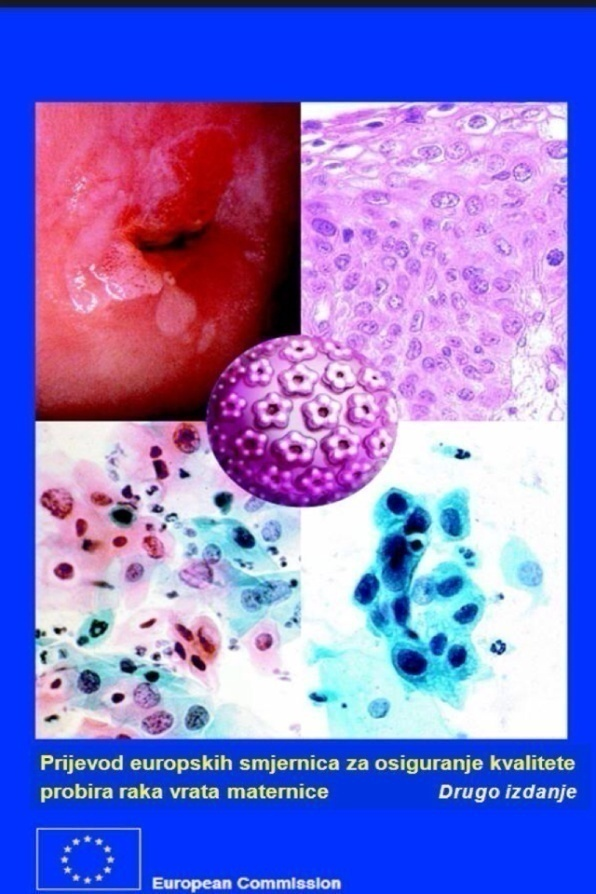 Prijevod europskih smjernica za osiguranje kvalitete
probira raka vrata maternice Drugo izdanje
European Commission